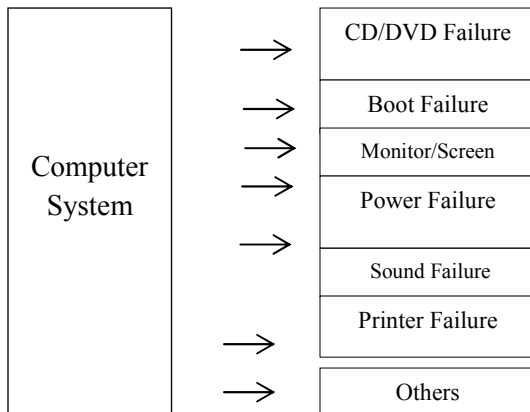 Computer
System
CD/DVD Failure
Boot Failure
Monitor/Screen
Power Failure
Sound Failure
Printer Failure
Others